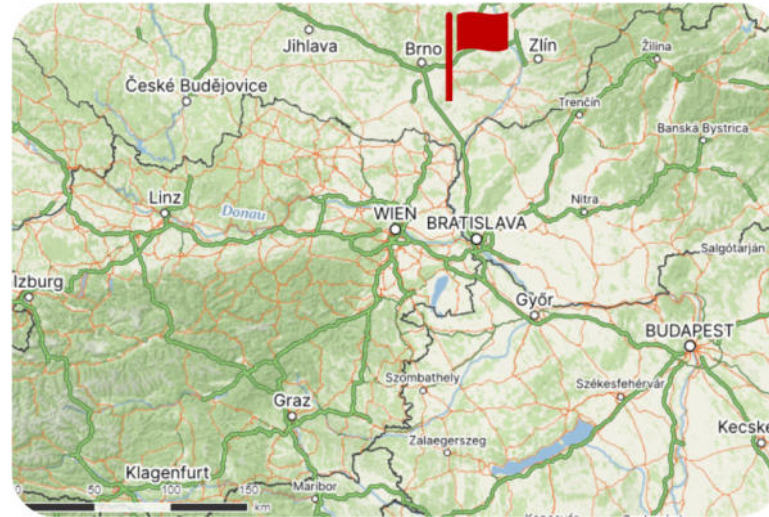 Jihlava
Brno
Zlín
Žilina
České Budějovice
Trenčín
Banská Bystrica
Linz
Donau
WIEN
BRATISLAVA
Nitra
Salgótarján
lzburg
Győr
BUDAPEST
Szombathely
Székesfehérvár
Graz
Kecske
Zalaegerszeg
Klagenfurt
Maribor
0 50 100 150
km